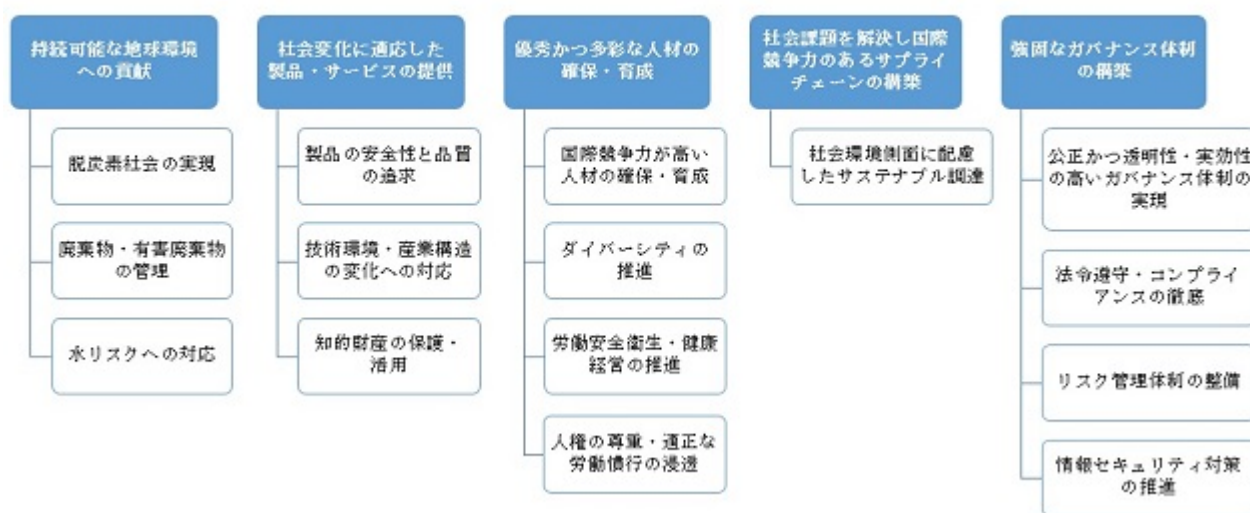 持続可能な地球環境
への貢献
脱炭素社会の実現
廃棄物・有害廃棄物
の管理
水リスクへの対応
社会変化に適応した
製品・サービスの提供
製品の安全性と品質
の追求
技術環境・産業構造
の変化への対応
知的財産の保護・
活用
優秀かつ多彩な人材の
確保・育成
国際競争力が高い
人材の確保・育成
ダイバーシティの
推進
労働安全衛生・健康
経営の推進
人権の尊重・適正な
労働慣行の浸透
社会課題を解決し国際
競争力のあるサプライ
チェーンの構築
社会環境側面に配慮
したサステナブル調達
強固なガバナンス体制
の構築
公正かつ透明性・実効性
の高いガバナンス体制の
実現
法令遵守・コンプライ
アンスの徹底
リスク管理体制の整備
情報セキュリティ対策
の推進